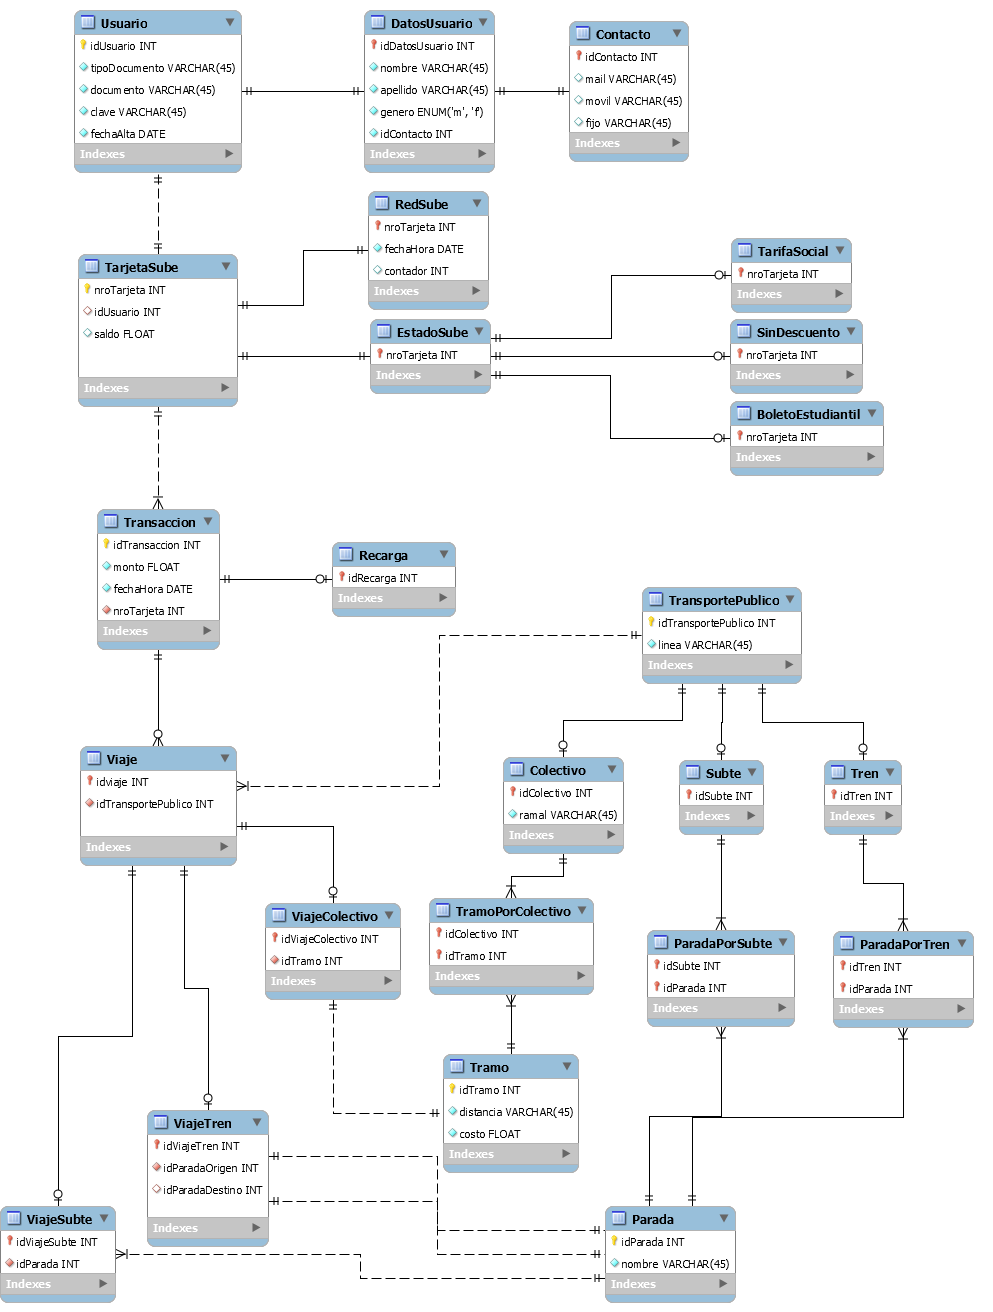 Usuario
idUsuario INT
tipoDocumento VARCHAR(45)
documento VARCHAR(45)
clave VARCHAR(45)
fechaAlta DATE
Indexes
DatosUsuario
idDatosUsuario INT
nombre VARCHAR(45)
apellido VARCHAR(45)
genero ENUM('m', 'f')
idContacto INT
Indexes
Contacto
idContacto INT
mail VARCHAR(45)
movil VARCHAR(45)
fijo VARCHAR(45)
Indexes
RedSube
nroTarjeta INT
fechaHora DATE
contador INT
Indexes
TarjetaSube
nroTarjeta INT
idUsuario INT
saldo FLOAT
Indexes
EstadoSube
nroTarjeta INT
Indexes
TarifaSocial
nroTarjeta INT
Indexes
SinDescuento
nroTarjeta INT
Indexes
BoletoEstudiantil
nroTarjeta INT
Indexes
Transaccion
idTransaccion INT
monto FLOAT
fechaHora DATE
nroTarjeta INT
Indexes
Recarga
idRecarga INT
Indexes
TransportePublico
idTransportePublico INT
linea VARCHAR(45)
Indexes
Viaje
idviaje INT
idTransportePublico INT
Indexes
Colectivo
idColectivo INT
ramal VARCHAR(45)
Indexes
Subte
idSubte INT
Indexes
Tren
idTren INT
Indexes
ViajeColectivo
idViajeColectivo INT
idTramo INT
Indexes
TramoPorColectivo
idColectivo INT
idTramo INT
Indexes
ParadaPorSubte
idSubte INT
idParada INT
Indexes
ParadaPorTren
idTren INT
idParada INT
Indexes
Tramo
idTramo INT
distancia VARCHAR(45)
costo FLOAT
Indexes
ViajeTren
idViajeTren INT
idParadaOrigen INT
idParadaDestino INT
Indexes
ViajeSubte
idViajeSubte INT
idParada INT
Indexes
Parada
idParada INT
nombre VARCHAR(45)
Indexes